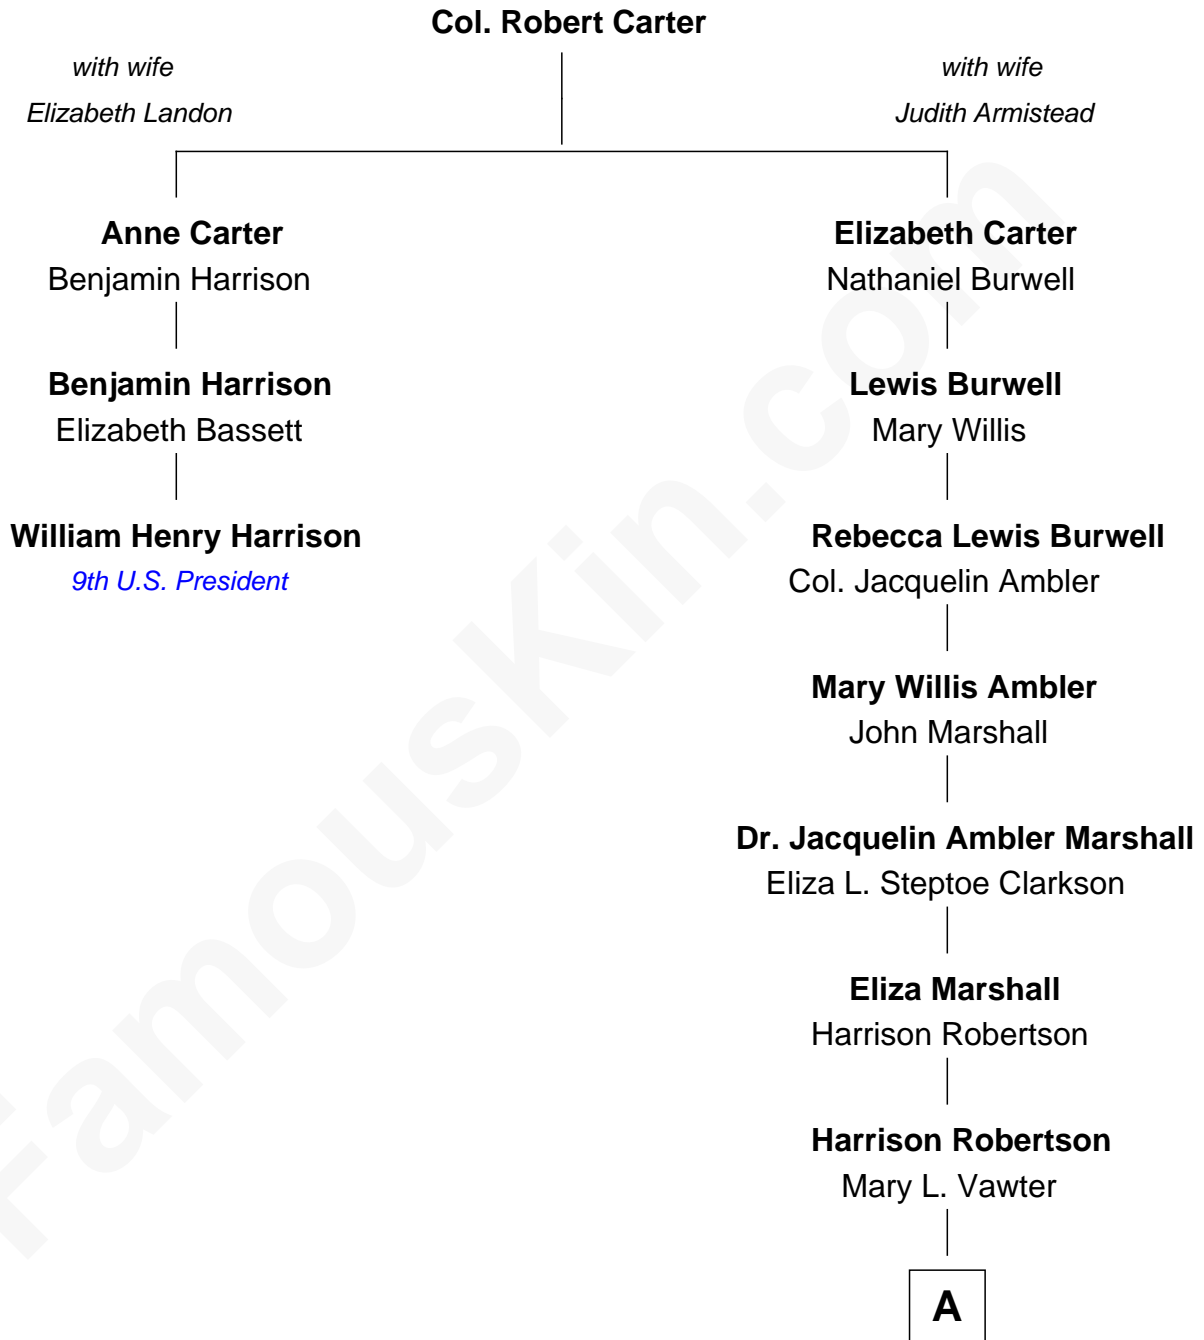 Col. Robert Carter
with wife
Elizabeth Landon
with wife
Judith Armistead
Anne Carter
Benjamin Harrison
Elizabeth Carter
Nathaniel Burwell
Benjamin Harrison
Elizabeth Bassett
Lewis Burwell
Mary Willis
William Henry Harrison
9th U.S. President
Rebecca Lewis Burwell
Col. Jacquelin Ambler
Mary Willis Ambler
John Marshall
Dr. Jacquelin Ambler Marshall
Eliza L. Steptoe Clarkson
Eliza Marshall
Harrison Robertson
Harrison Robertson
Mary L. Vawter
A
FamousKin.com